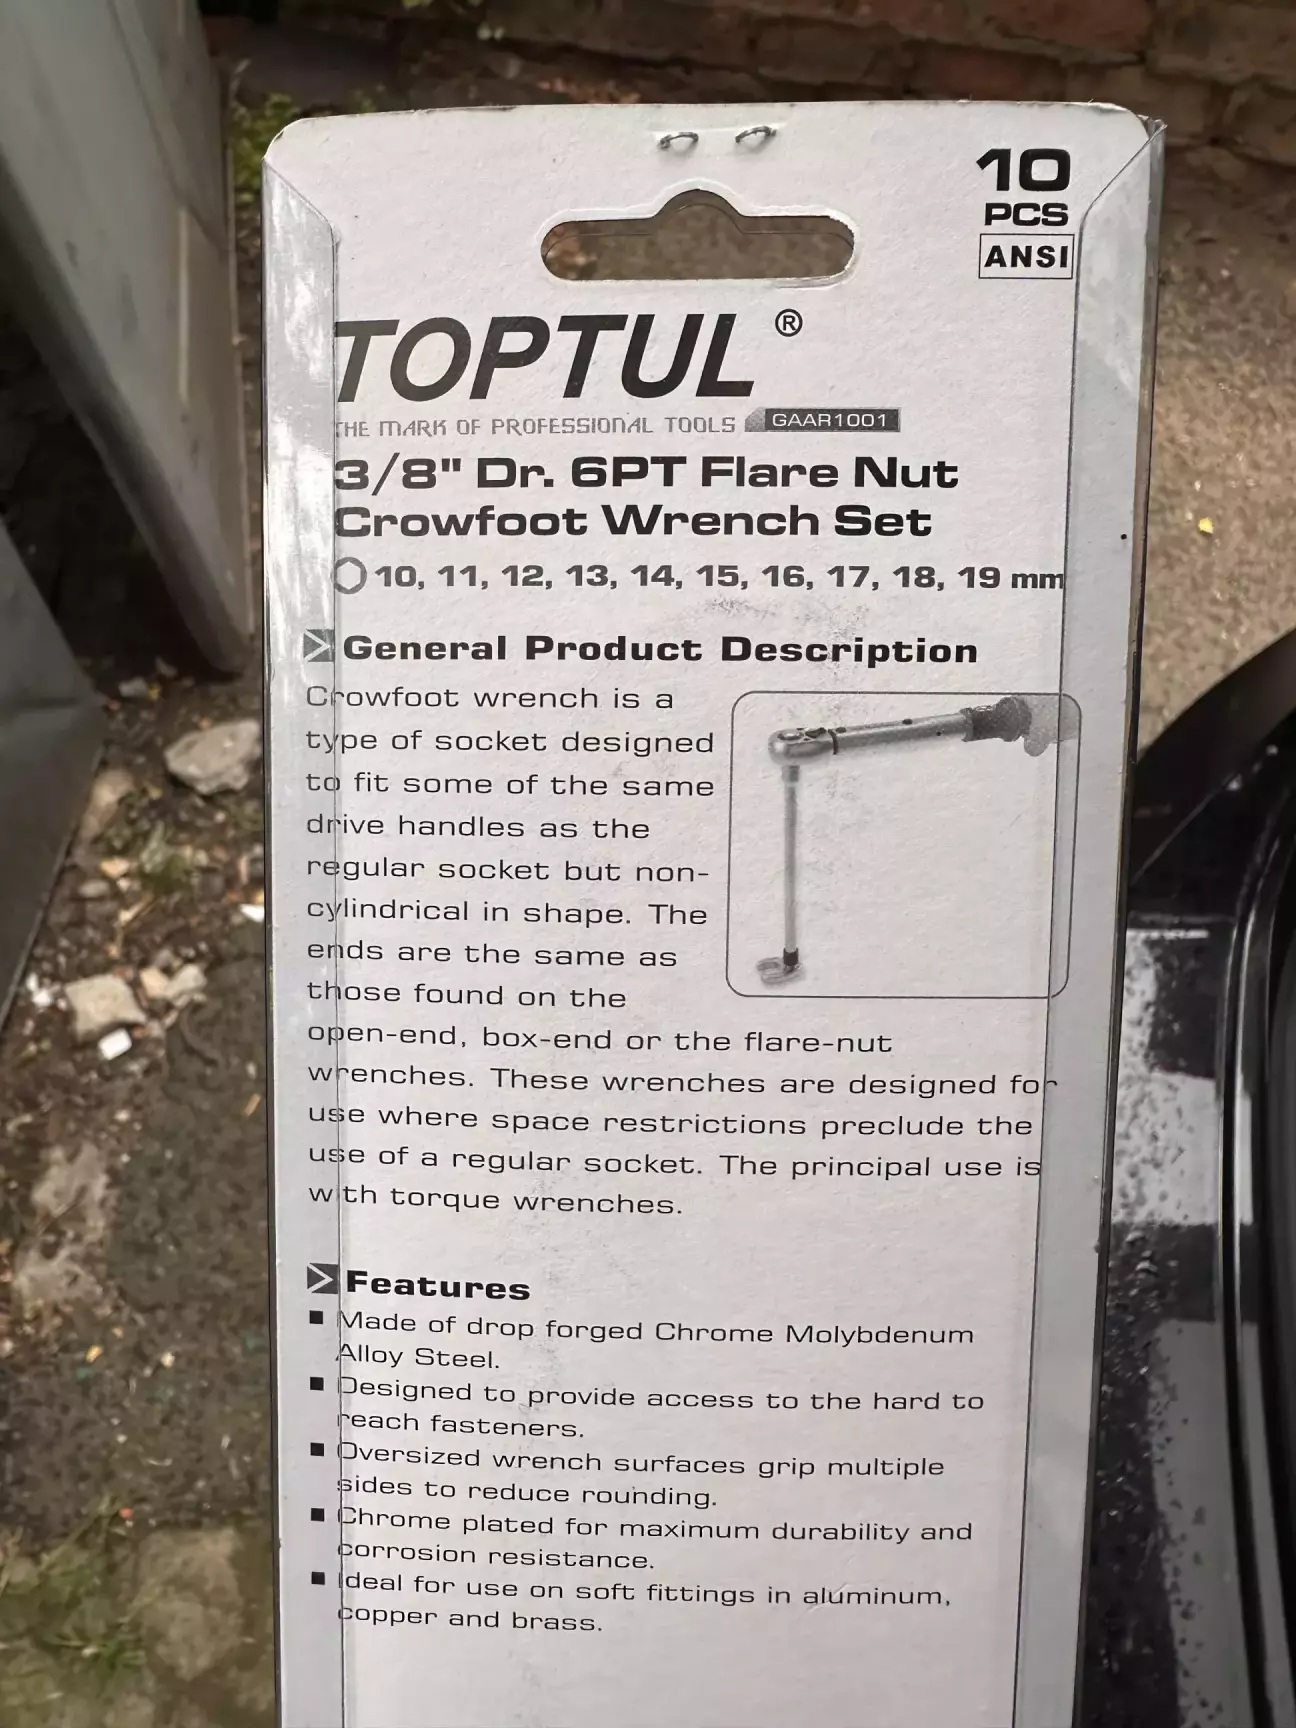 10
PCS
ANSI
TOPTUL®
THE MARK OF PROFESSIONAL TOOLS GAAR1001
3/8" Dr. 6PT Flare Nut
Crowfoot Wrench Set
10, 11, 12, 13, 14, 15, 16, 17, 18, 19 mm
General Product Description
Crowfoot wrench is a
type of socket designed
to fit some of the same
drive handles as the
regular socket but non-
cylindrical in shape. The
ends are the same as
those found on the
open-end, box-end or the flare-nut
wrenches. These wrenches are designed for
use where space restrictions preclude the
use of a regular socket. The principal use is
with torque wrenches.
Features
■ Made of drop forged Chrome Molybdenum
Alloy Steel.
■ Designed to provide access to the hard to
reach fasteners.
■ Oversized wrench surfaces grip multiple
sides to reduce rounding.
■ Chrome plated for maximum durability and
corrosion resistance.
■ Ideal for use on soft fittings in aluminum,
copper and brass.